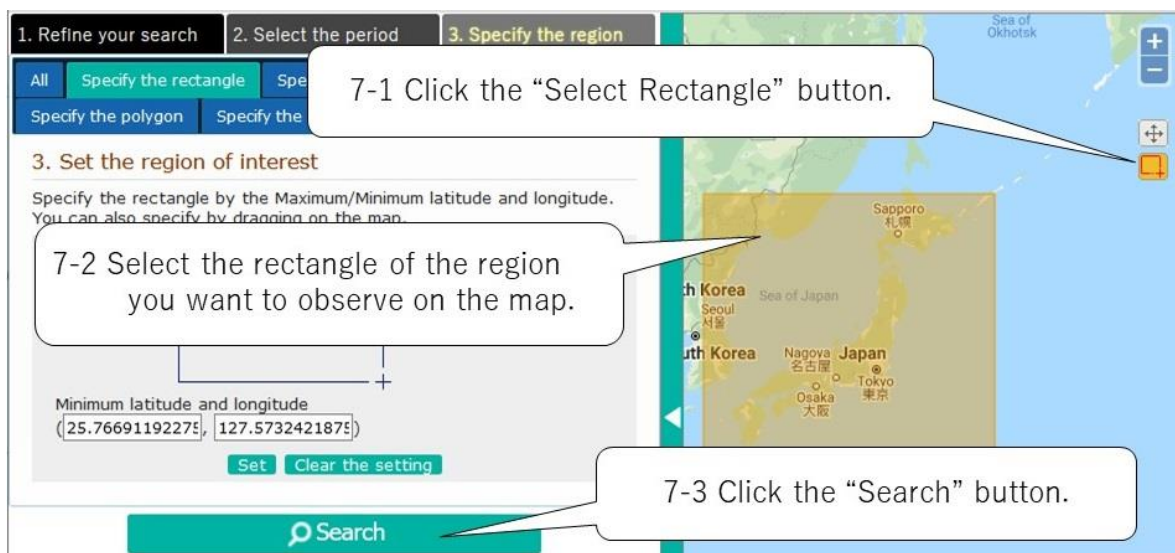 1. Refine your search
2. Select the period
3. Specify the region
All
Specify the rectangle
Spe
Specify the polygon
Specify the
7-1 Click the “Select Rectangle” button.
3. Set the region of interest
Specify the rectangle by the Maximum/Minimum latitude and longitude.
You can also specify by dragging on the map.
7-2 Select the rectangle of the region
you want to observe on the map.
Minimum latitude and longitude
(25.76691192275, 127.5732421875)
Set
Clear the setting
Search
7-3 Click the “Search” button.
Sea of
Okhotsk
+
−
Sapporo
札幌
th Korea
Sea of Japan
Seoul
서울
uth Korea
Nagoya
名古屋
Japan
Tokyo
東京
Osaka
大阪